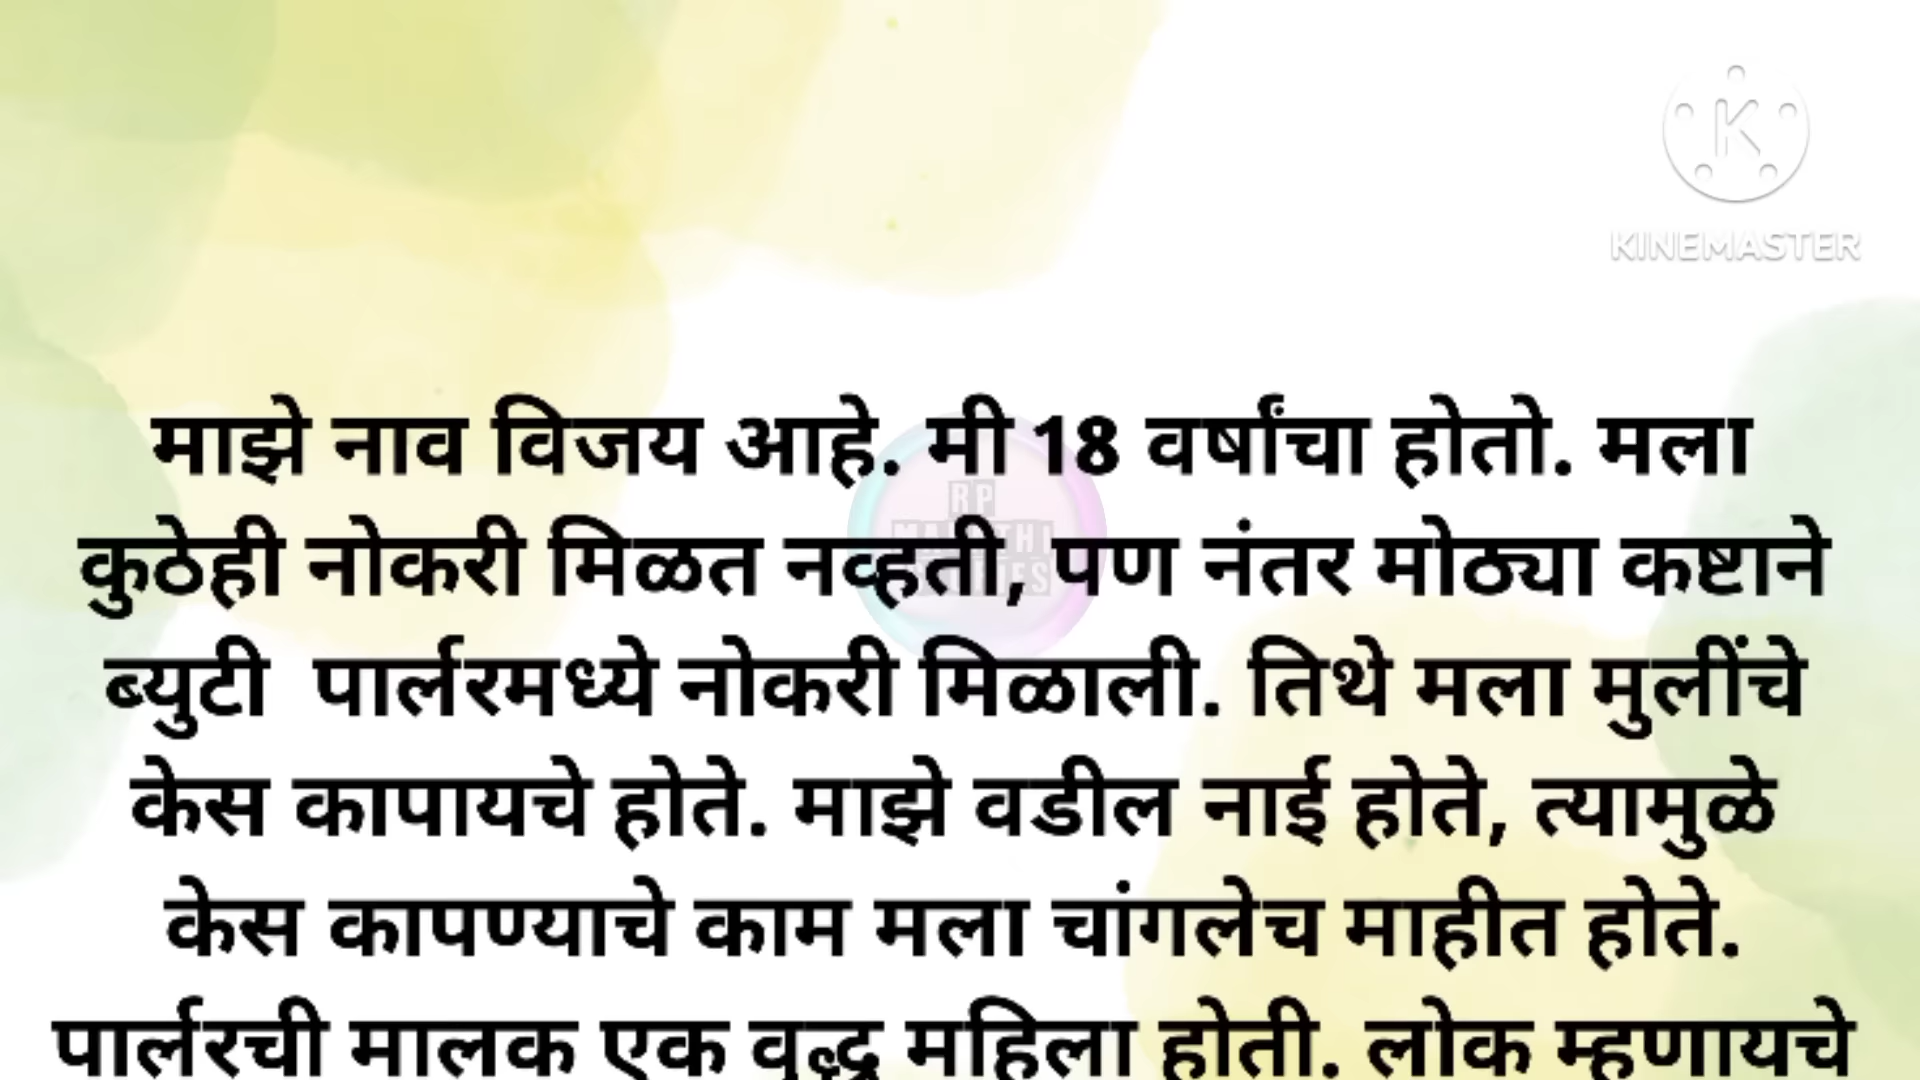 KINEMASTER
माझे नाव विजय आहे. मी 18 वर्षांचा होतो. मला
कुठेही नोकरी मिळत नव्हती, पण नंतर मोठ्या कष्टाने
ब्युटी पार्लरमध्ये नोकरी मिळाली. तिथे मला मुलींचे
केस कापायचे होते. माझे वडील नाई होते, त्यामुळे
केस कापण्याचे काम मला चांगलेच माहीत होते.
पार्लरची मालक एक वृद्ध महिला होती. लोक म्हणायचे